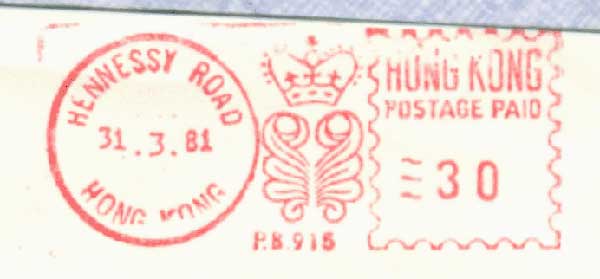 HENNESSY ROAD
31.3.81
HONG KONG
P.B.915
HONG KONG
POSTAGE PAID
30